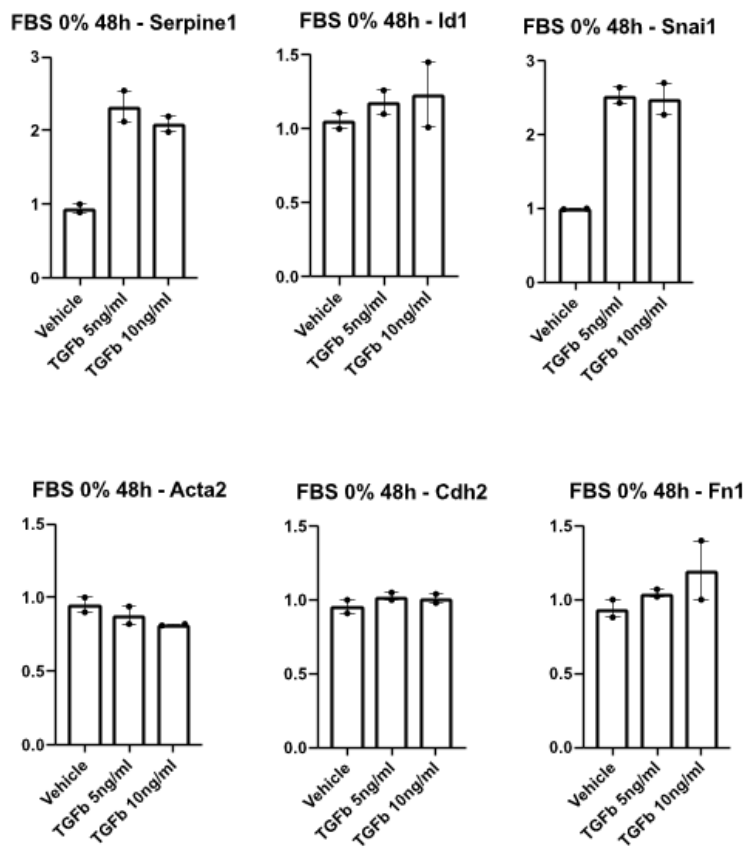 FBS 0% 48h - Serpine1
3
2
1
0
Vehicle
TGFb 5ng/ml
TGFb 10ng/ml
FBS 0% 48h - Id1
1.5
1.0
0.5
0.0
Vehicle
TGFb 5ng/ml
TGFb 10ng/ml
FBS 0% 48h - Snai1
3
2
1
0
Vehicle
TGFb 5ng/ml
TGFb 10ng/ml
FBS 0% 48h - Acta2
1.5
1.0
0.5
0.0
Vehicle
TGFb 5ng/ml
TGFb 10ng/ml
FBS 0% 48h - Cdh2
1.5
1.0
0.5
0.0
Vehicle
TGFb 5ng/ml
TGFb 10ng/ml
FBS 0% 48h - Fn1
1.5
1.0
0.5
0.0
Vehicle
TGFb 5ng/ml
TGFb 10ng/ml